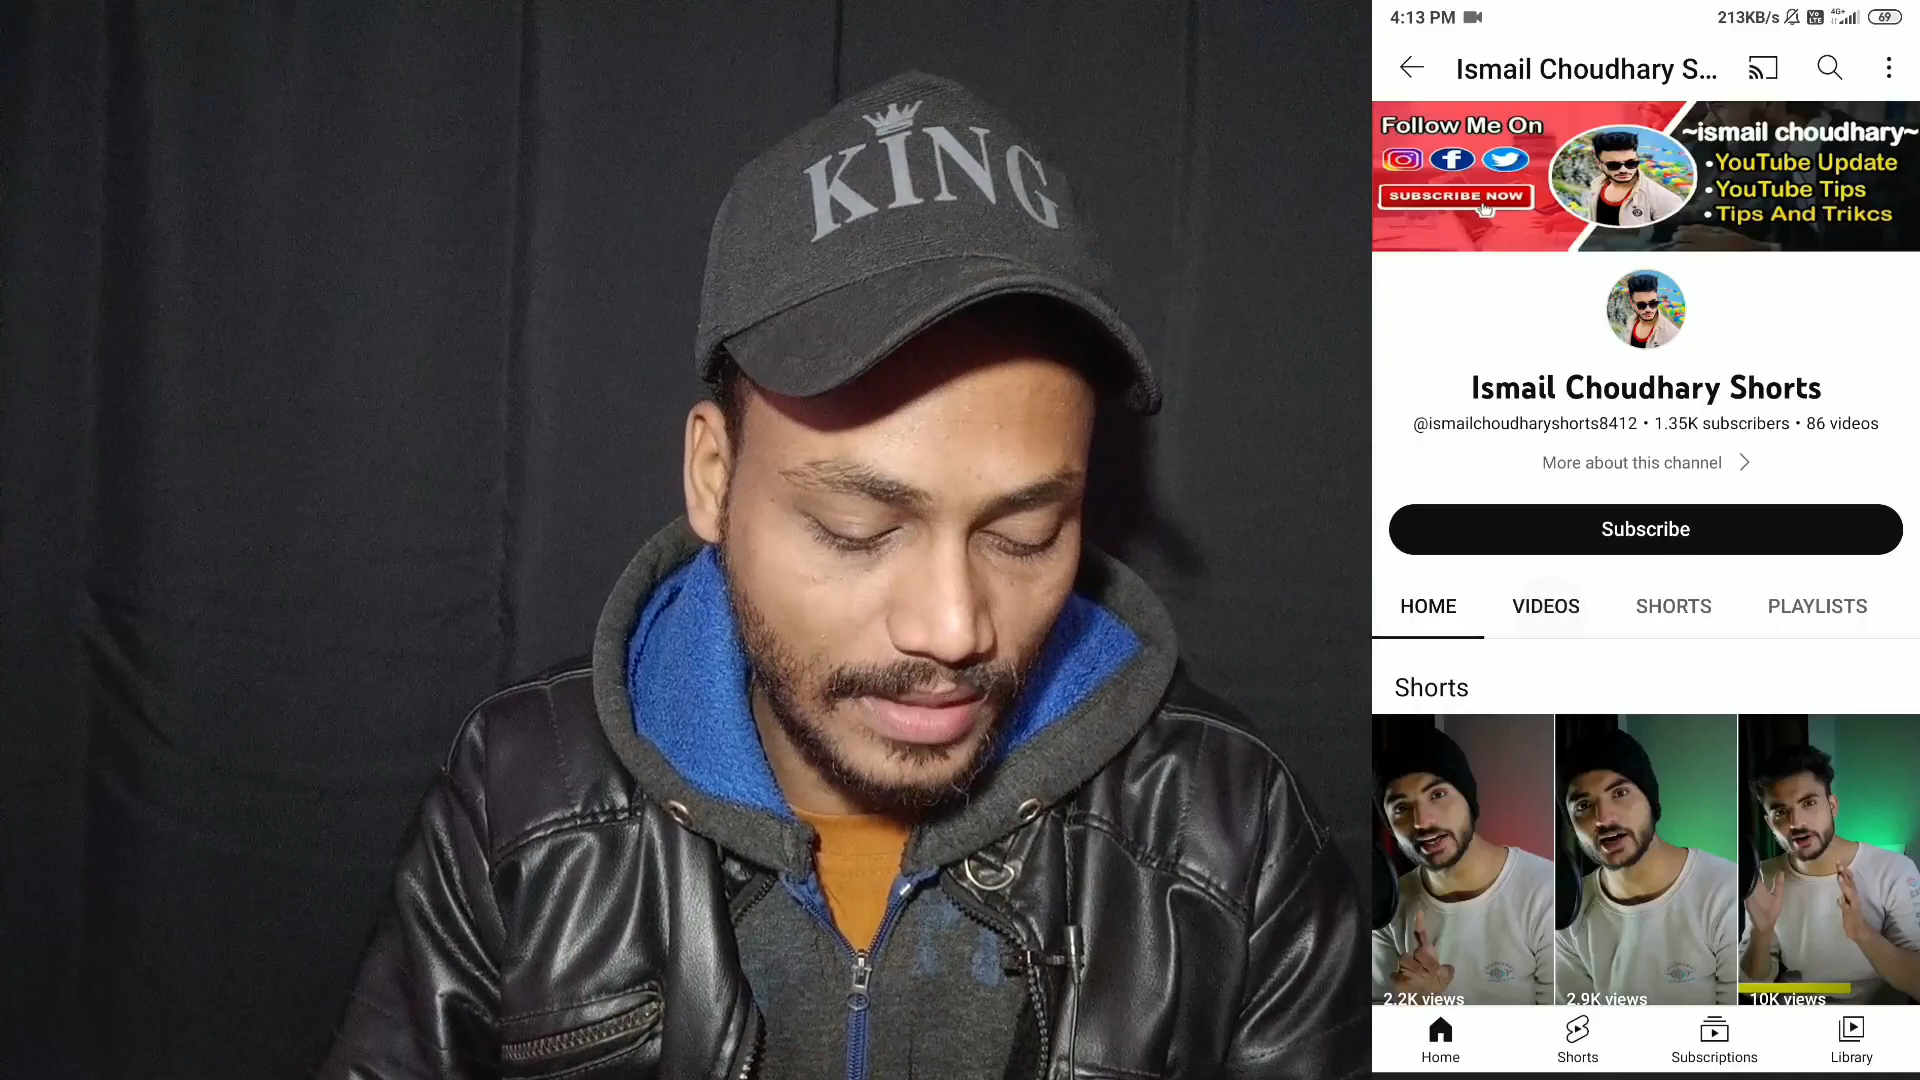 KING
4:13 PM
213KB/s
4G+
69
Ismail Choudhary S...
Follow Me On
SUBSCRIBE NOW
~ismail choudhary~
•YouTube Update
•YouTube Tips
•Tips And Trikcs
Ismail Choudhary Shorts
@ismailchoudharyshorts8412 • 1.35K subscribers • 86 videos
More about this channel
Subscribe
HOME
VIDEOS
SHORTS
PLAYLISTS
Shorts
2.2K views
2.9K views
10K views
Home
Shorts
Subscriptions
Library